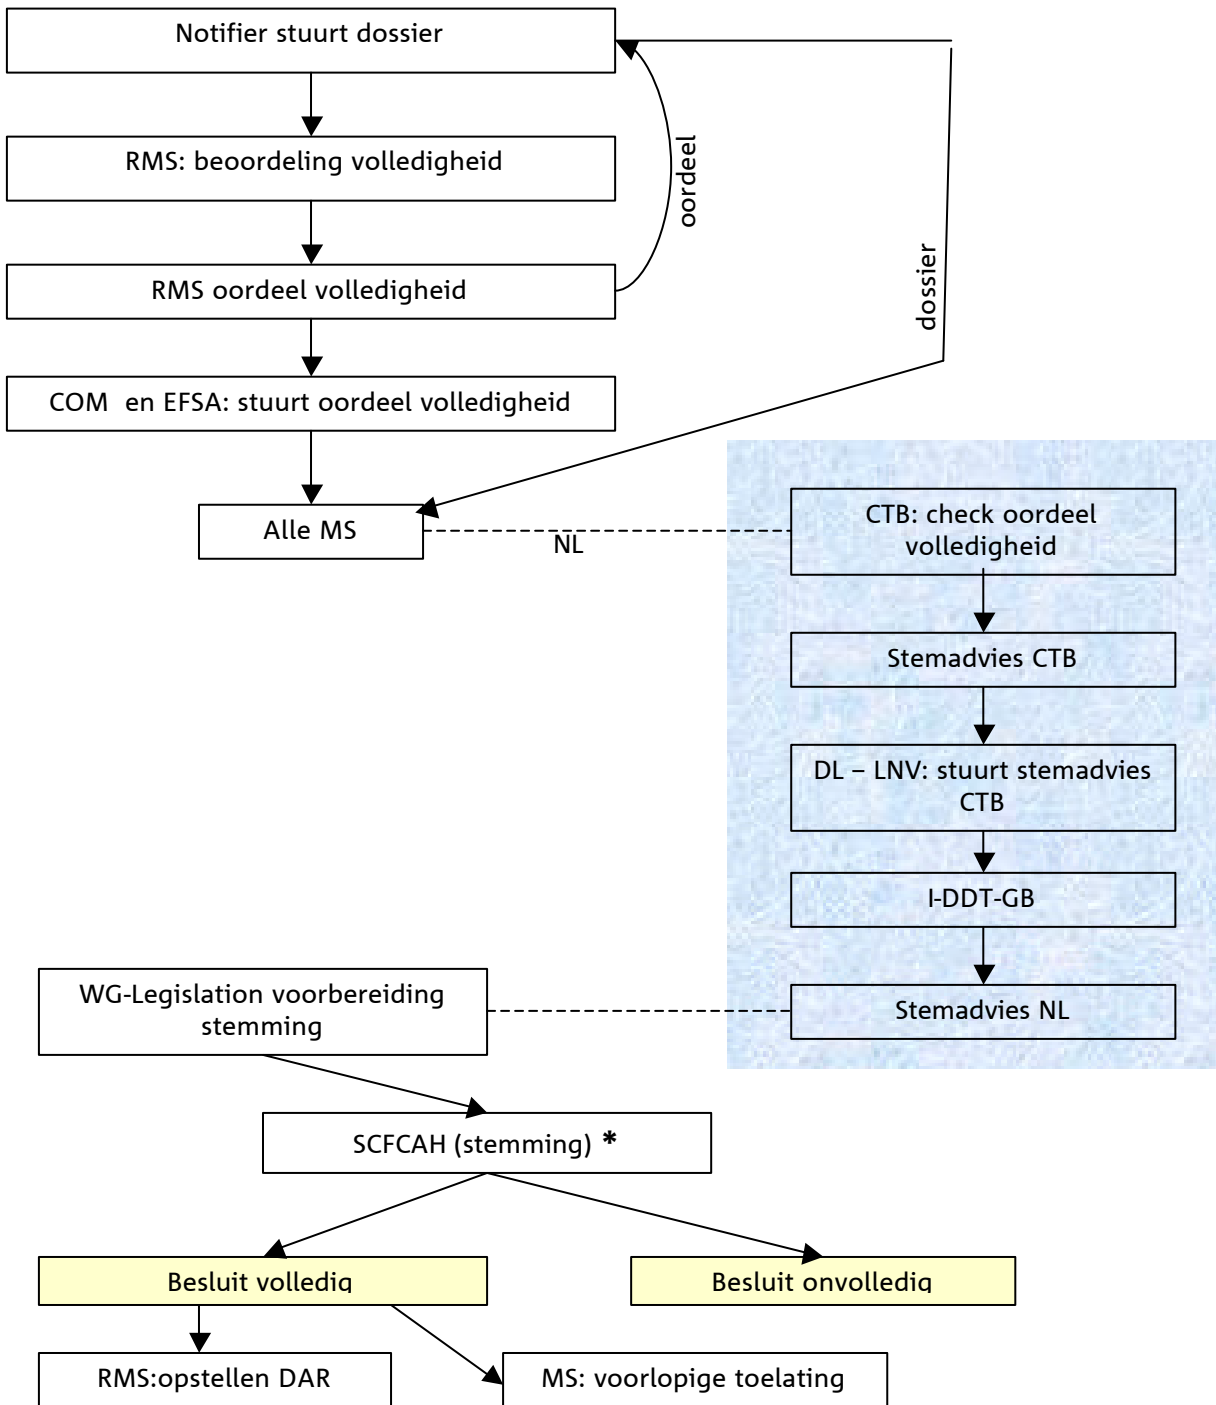 Notifier stuurt dossier
RMS: beoordeling volledigheid
oordeel
RMS oordeel volledigheid
dossier
COM en EFSA: stuurt oordeel volledigheid
Alle MS
NL
CTB: check oordeel
volledigheid
Stemadvies CTB
DL – LNV: stuurt stemadvies
CTB
I-DDT-GB
Stemadvies NL
WG-Legislation voorbereiding
stemming
SCFCAH (stemming) *
Besluit volledig
Besluit onvolledig
RMS:opstellen DAR
MS: voorlopige toelating